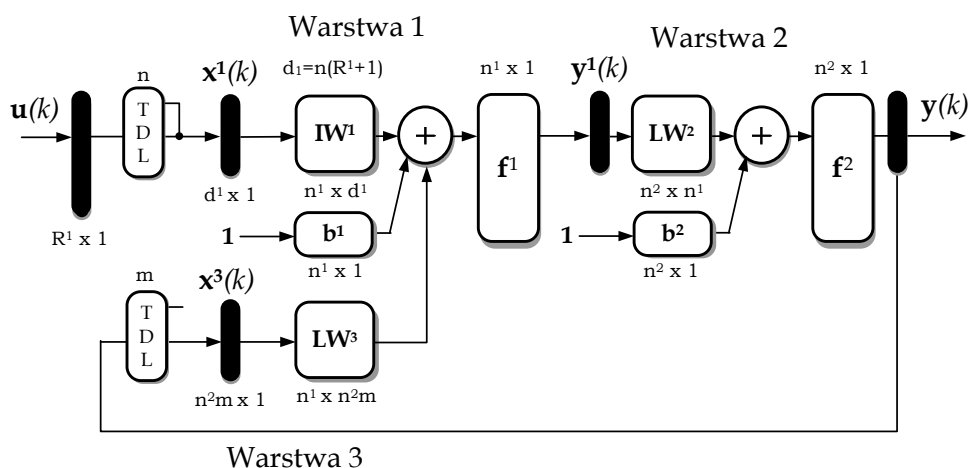 Warstwa 1
Warstwa 2
n
x¹(k)
d₁=n(R¹+1)
n¹ x 1
y¹(k)
n² x 1
u(k)
y(k)
T
D
L
IW¹
+
f¹
LW²
+
f²
d¹ x 1
n¹ x d¹
n² x n¹
R¹ x 1
1
b¹
1
b²
n¹ x 1
n² x 1
m
x³(k)
T
D
L
LW³
n²m x 1
n¹ x n²m
Warstwa 3